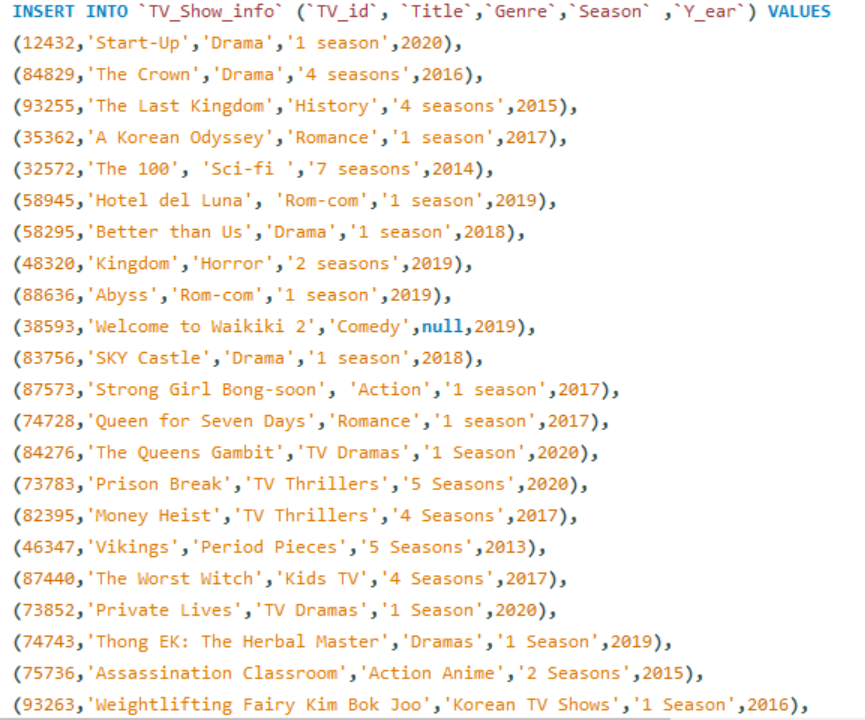 INSERT INTO `TV_Show_info` (`TV_id`, `Title`,`Genre`,`Season` ,`Y_ear`) VALUES
(12432,'Start-Up','Drama','1 season',2020),
(84829,'The Crown','Drama','4 seasons',2016),
(93255,'The Last Kingdom','History','4 seasons',2015),
(35362,'A Korean Odyssey','Romance','1 season',2017),
(32572,'The 100', 'Sci-fi ','7 seasons',2014),
(58945,'Hotel del Luna', 'Rom-com','1 season',2019),
(58295,'Better than Us','Drama','1 season',2018),
(48320,'Kingdom','Horror','2 seasons',2019),
(88636,'Abyss','Rom-com','1 season',2019),
(38593,'Welcome to Waikiki 2','Comedy',null,2019),
(83756,'SKY Castle','Drama','1 season',2018),
(87573,'Strong Girl Bong-soon', 'Action','1 season',2017),
(74728,'Queen for Seven Days','Romance','1 season',2017),
(84276,'The Queens Gambit','TV Dramas','1 Season',2020),
(73783,'Prison Break','TV Thrillers','5 Seasons',2020),
(82395,'Money Heist','TV Thrillers','4 Seasons',2017),
(46347,'Vikings','Period Pieces','5 Seasons',2013),
(87440,'The Worst Witch','Kids TV','4 Seasons',2017),
(73852,'Private Lives','TV Dramas','1 Season',2020),
(74743,'Thong EK: The Herbal Master','Dramas','1 Season',2019),
(75736,'Assassination Classroom','Action Anime','2 Seasons',2015),
(93263,'Weightlifting Fairy Kim Bok Joo','Korean TV Shows','1 Season',2016),